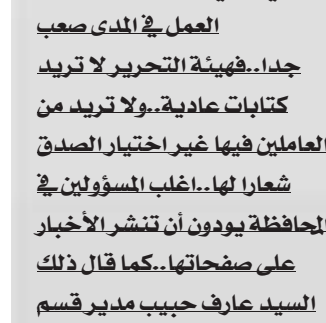 العمل في المدى صعب
جدا..فهيئة التحرير لا تريد
كتابات عادية..ولا تريد من
العاملين فيها غير اختيار الصدق
شعارا لها..اغلب المسؤولين في
المحافظة يودون أن تنشر الأخبار
على صفحاتها..كما قال ذلك
السيد عارف حبيب مدير قسم